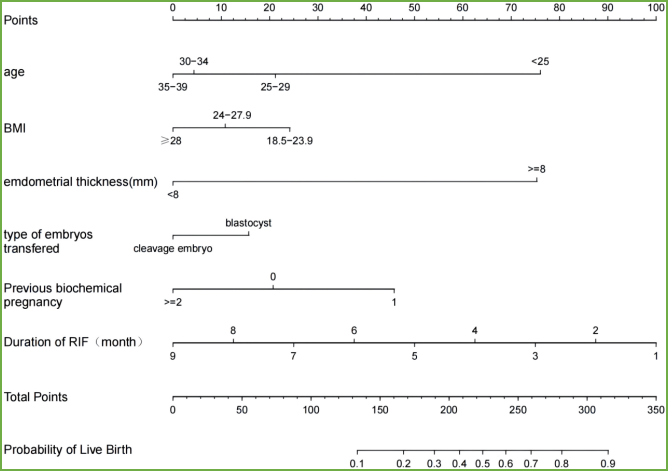 Points
0 10 20 30 40 50 60 70 80 90 100
30−34 <25
age
35−39 25−29
24−27.9
BMI
≥28 18.5−23.9
>=8
emdometrial thickness(mm)
<8
blastocyst
type of embryos
transfered
cleavage embryo
0
Previous biochemical
pregnancy
>=2 1
8 6 4 2
Duration of RIF（month）
9 7 5 3 1
Total Points
0 50 100 150 200 250 300 350
Probability of Live Birth
0.1 0.2 0.3 0.4 0.5 0.6 0.7 0.8 0.9